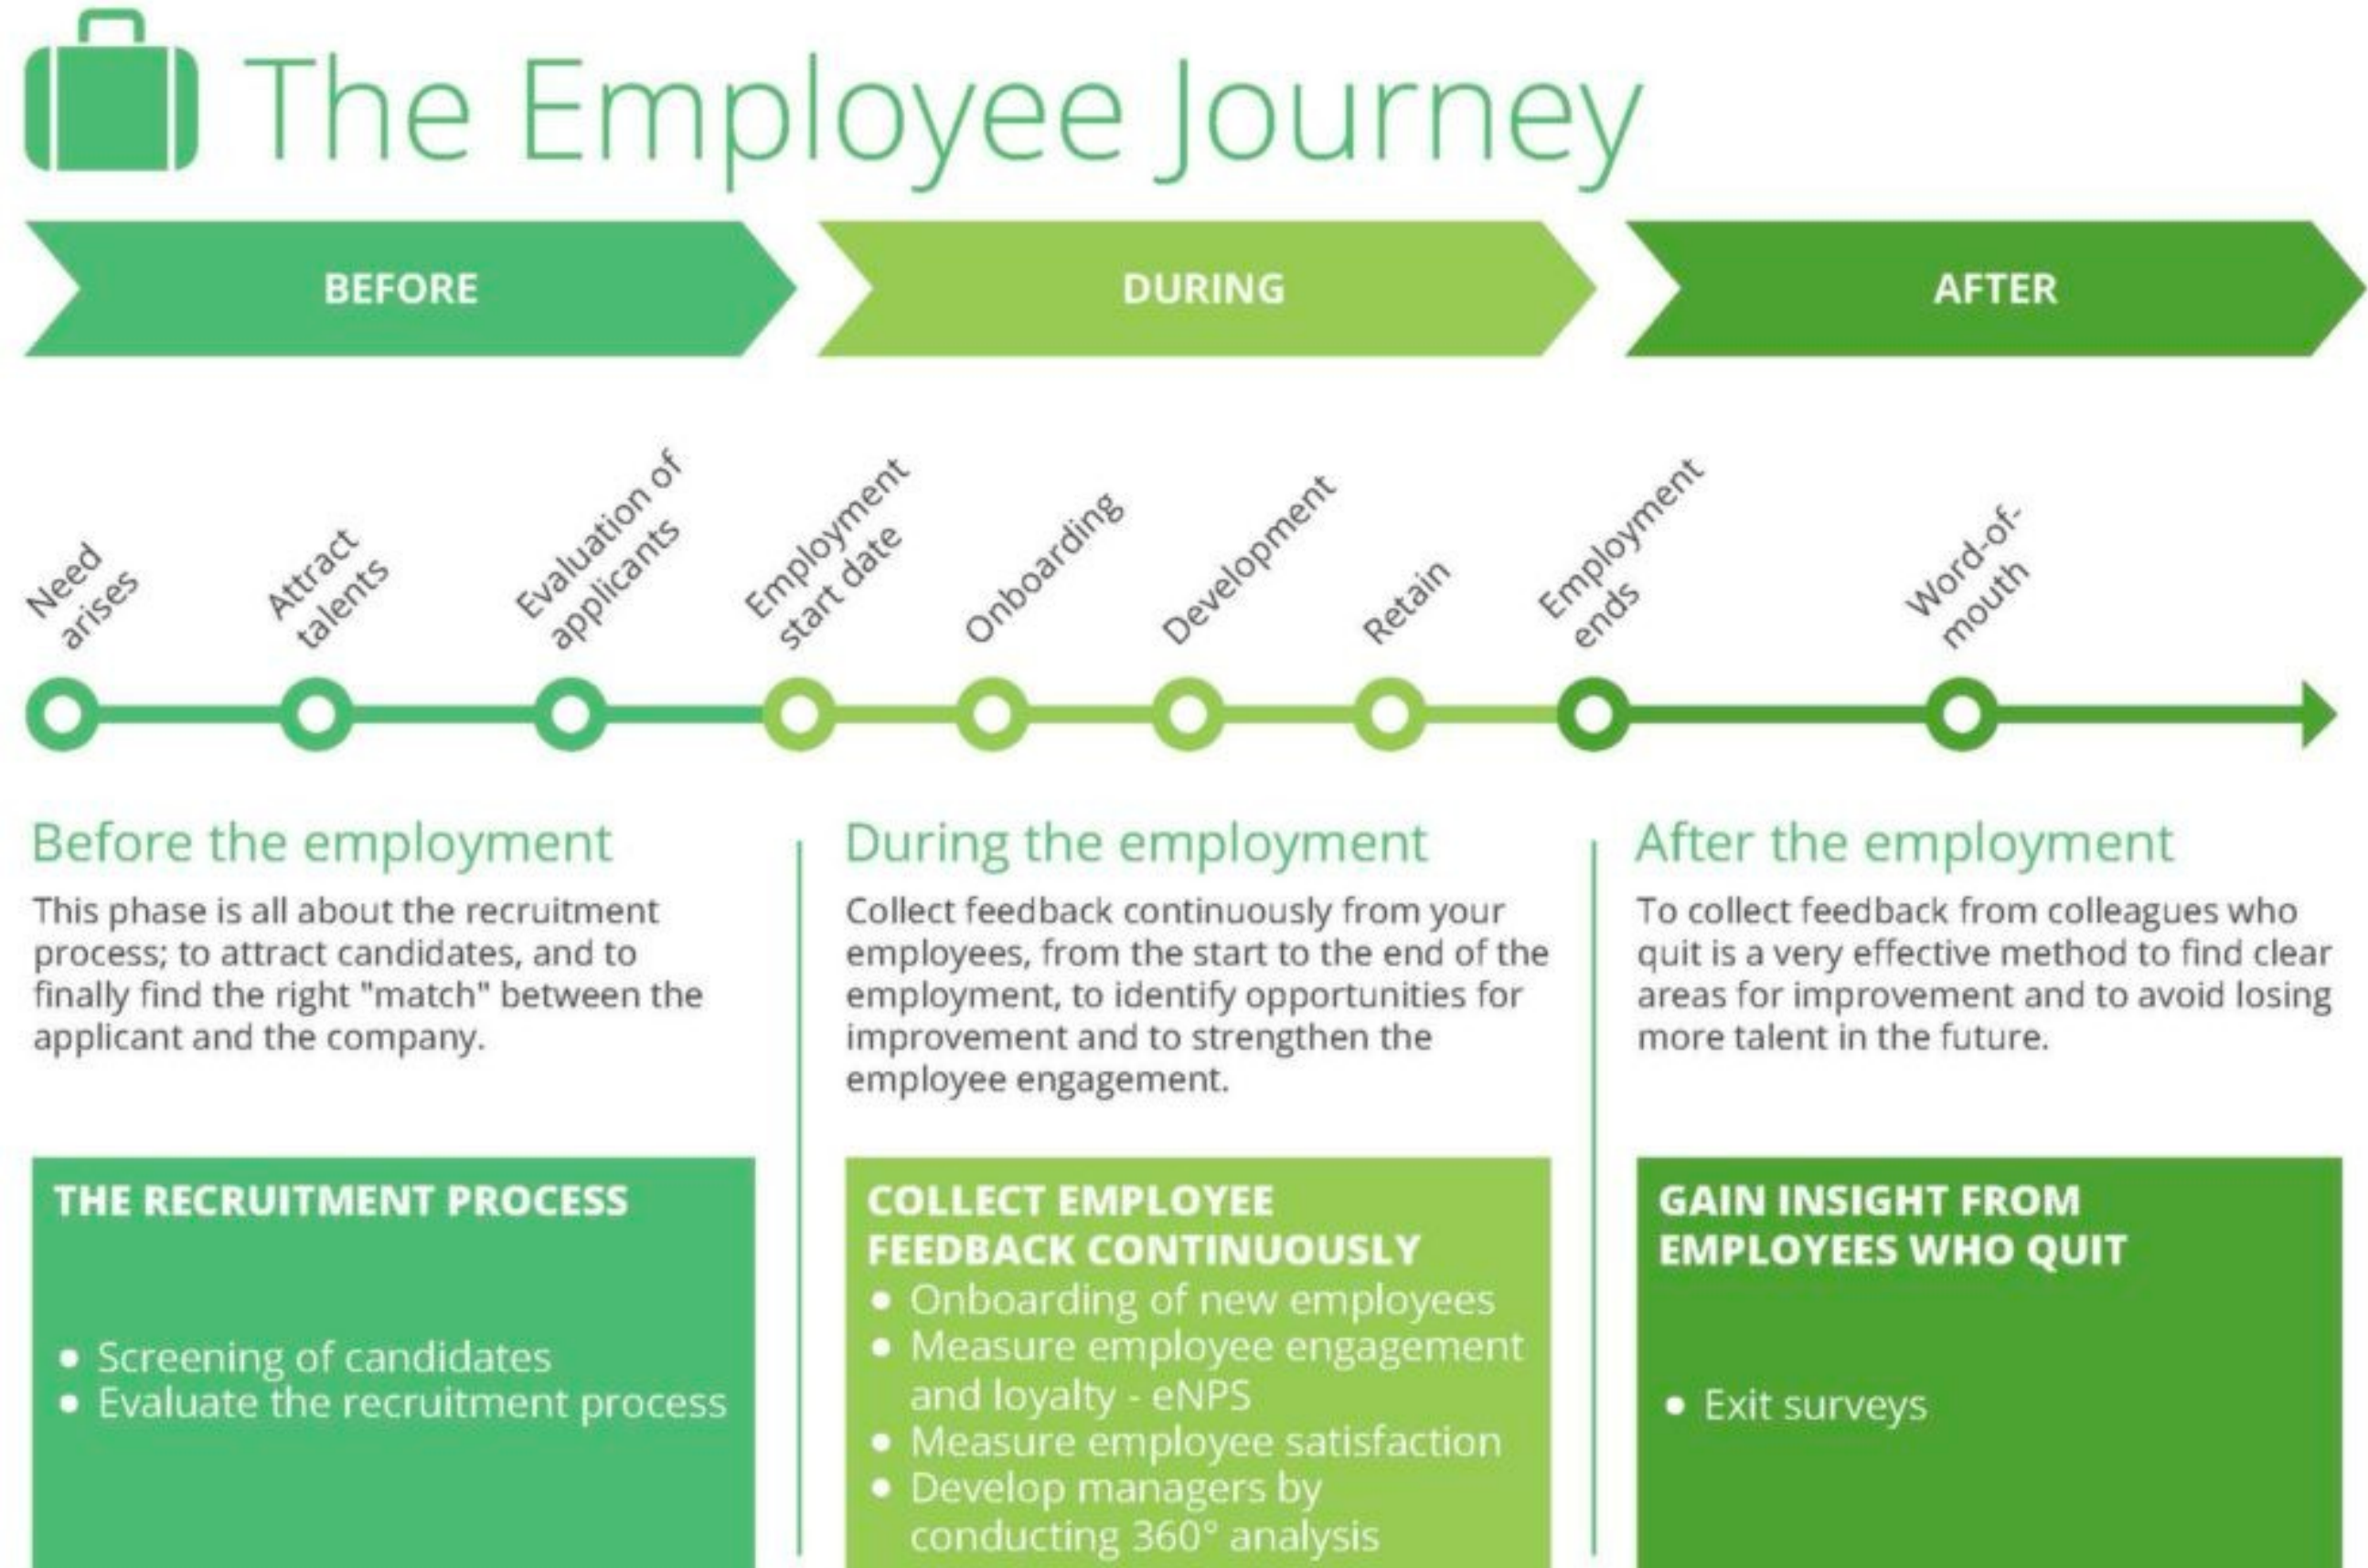 The Employee Journey
BEFORE
DURING
AFTER
Need
arises
Attract
talents
Evaluation of
applicants
Employment
start date
Onboarding
Development
Retain
Employment
ends
Word-of-
mouth
Before the employment
This phase is all about the recruitment
process; to attract candidates, and to
finally find the right "match" between the
applicant and the company.
THE RECRUITMENT PROCESS
• Screening of candidates
• Evaluate the recruitment process
During the employment
Collect feedback continuously from your
employees, from the start to the end of the
employment, to identify opportunities for
improvement and to strengthen the
employee engagement.
COLLECT EMPLOYEE
FEEDBACK CONTINUOUSLY
• Onboarding of new employees
• Measure employee engagement
and loyalty - eNPS
• Measure employee satisfaction
• Develop managers by
conducting 360° analysis
After the employment
To collect feedback from colleagues who
quit is a very effective method to find clear
areas for improvement and to avoid losing
more talent in the future.
GAIN INSIGHT FROM
EMPLOYEES WHO QUIT
• Exit surveys